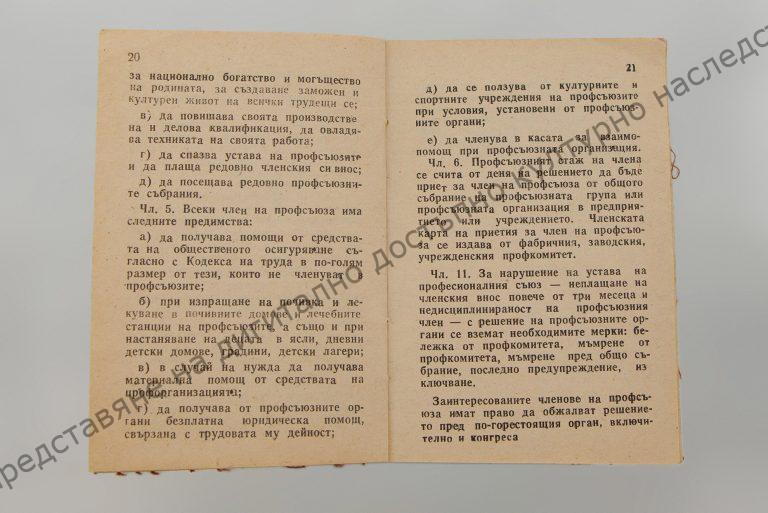 20
за национално богатство и могъщество
на родината, за създаване заможен и
културен живот на всички трудещи се;
в) да повишава своята производстве
на и делова квалификация, да овладя-
ва техниката на своята работа;
г) да спазва устава на профсъюзите
и да плаща редовно членския си внос;
д) да посещава редовно профсъюзни-
те събрания.
Чл. 5. Всеки член на профсъюза има
следните предимства:
а) да получава помощи от средства-
та на общественото осигуряване съ-
гласно с Кодекса на труда в по-голям
размер от тези, които не членуват в
профсъюзите;
б) при изпращане на почивка и ле-
куване в почивните домове и лечебните
станции на профсъюзите, а също и при
настаняване на децата в ясли, дневни
детски домове, градини, детски лагери;
в) в случай на нужда да получава
материална помощ от средствата на
профорганизацията;
г) да получава от профсъюзните ор-
гани безплатна юридическа помощ,
свързана с трудовата му дейност;
21
д) да се ползува от културните и
спортните учреждения на профсъюзите
при условия, установени от профсъюз-
ните органи;
е) да членува в касата за взаимо-
помощ при профсъюзната организация.
Чл. 6. Профсъюзният стаж на члена
се счита от деня на решението да бъде
приет за член на профсъюза от общото
събрание на профсъюзната група или
профсъюзната организация в предприя-
тието или учреждението. Членската
карта на приетия за член на профсъю-
за се издава от фабричния, заводския,
учрежденския профкомитет.
Чл. 11. За нарушение на устава на
професионалния съюз — неплащане на
членския внос повече от три месеца и
недисциплинираност на профсъюзния
член — с решение на профсъюзните ор-
гани се вземат необходимите мерки: бе-
лежка от профкомитета, мъмрене от
профкомитета, мъмрене пред общо съ-
брание, последно предупреждение, из
ключване.
Заинтересованите членове на профсъ-
юза имат право да обжалват решение-
то пред по-горестоящия орган, включи-
телно и конгреса
представяне на дигитално достъпно културно наследст